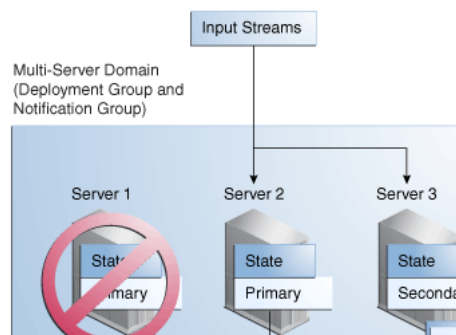 Input Streams
Multi-Server Domain
(Deployment Group and
Notification Group)
Server 1
Server 2
Server 3
State
State
State
Primary